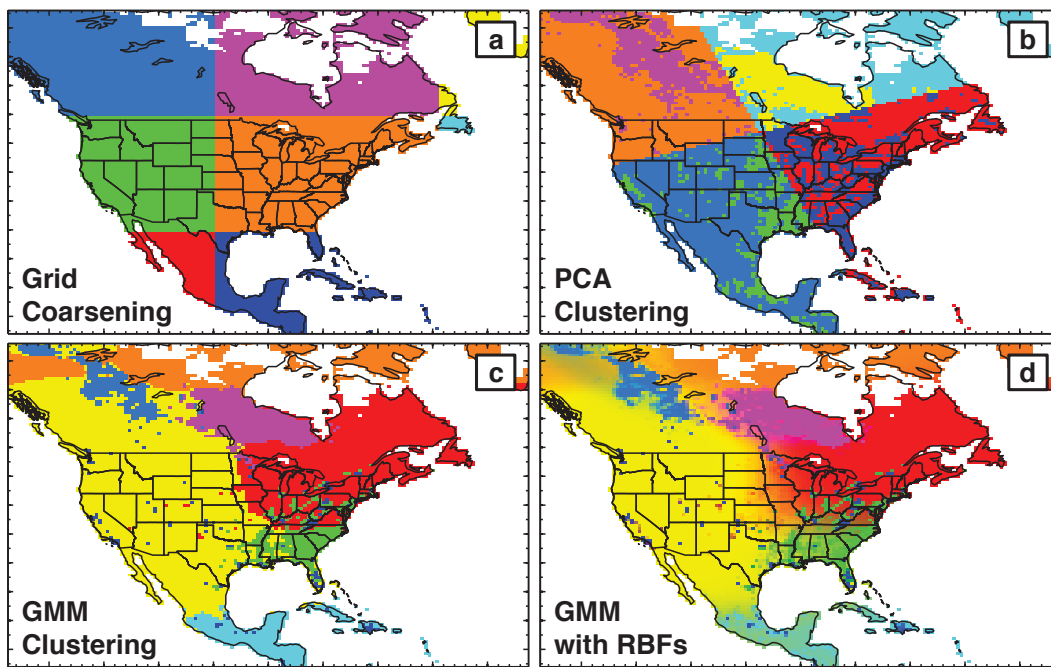 a
Grid
Coarsening
b
PCA
Clustering
c
GMM
Clustering
d
GMM
with RBFs